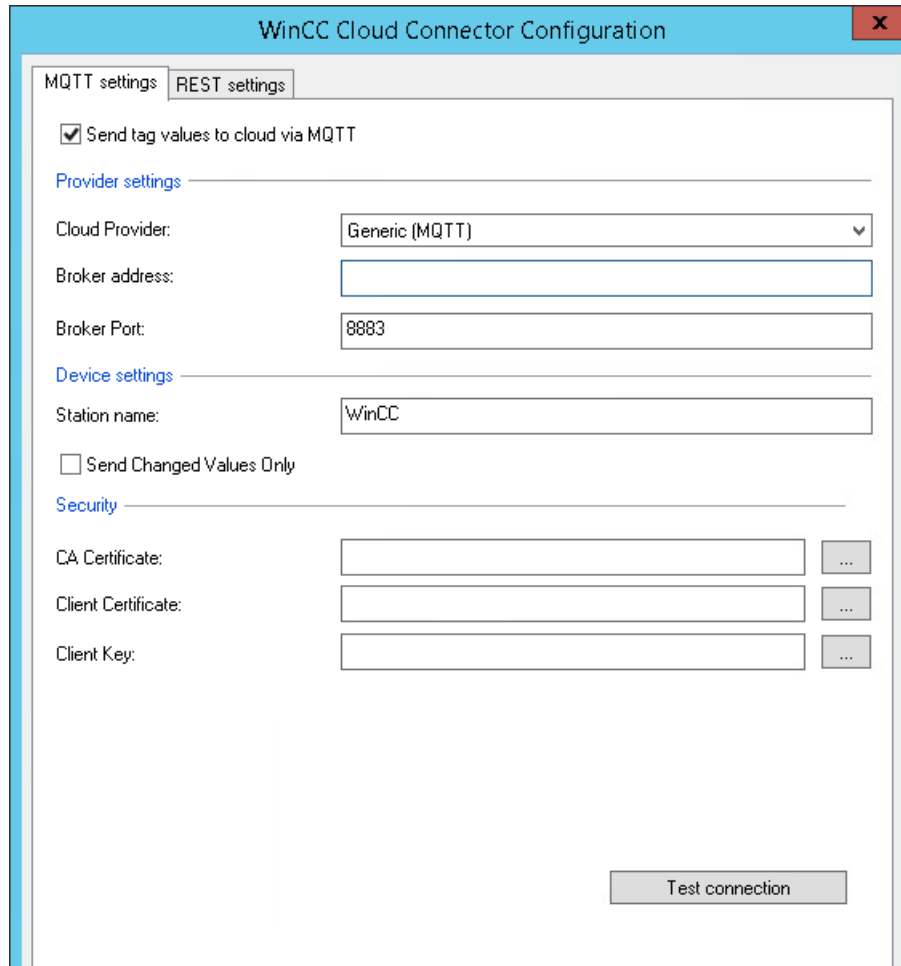 WinCC Cloud Connector Configuration
x
MQTT settings REST settings
Send tag values to cloud via MQTT
Provider settings
Cloud Provider: Generic (MQTT)
Broker address:
Broker Port: 8883
Device settings
Station name: WinCC
Send Changed Values Only
Security
CA Certificate: ...
Client Certificate: ...
Client Key: ...
Test connection